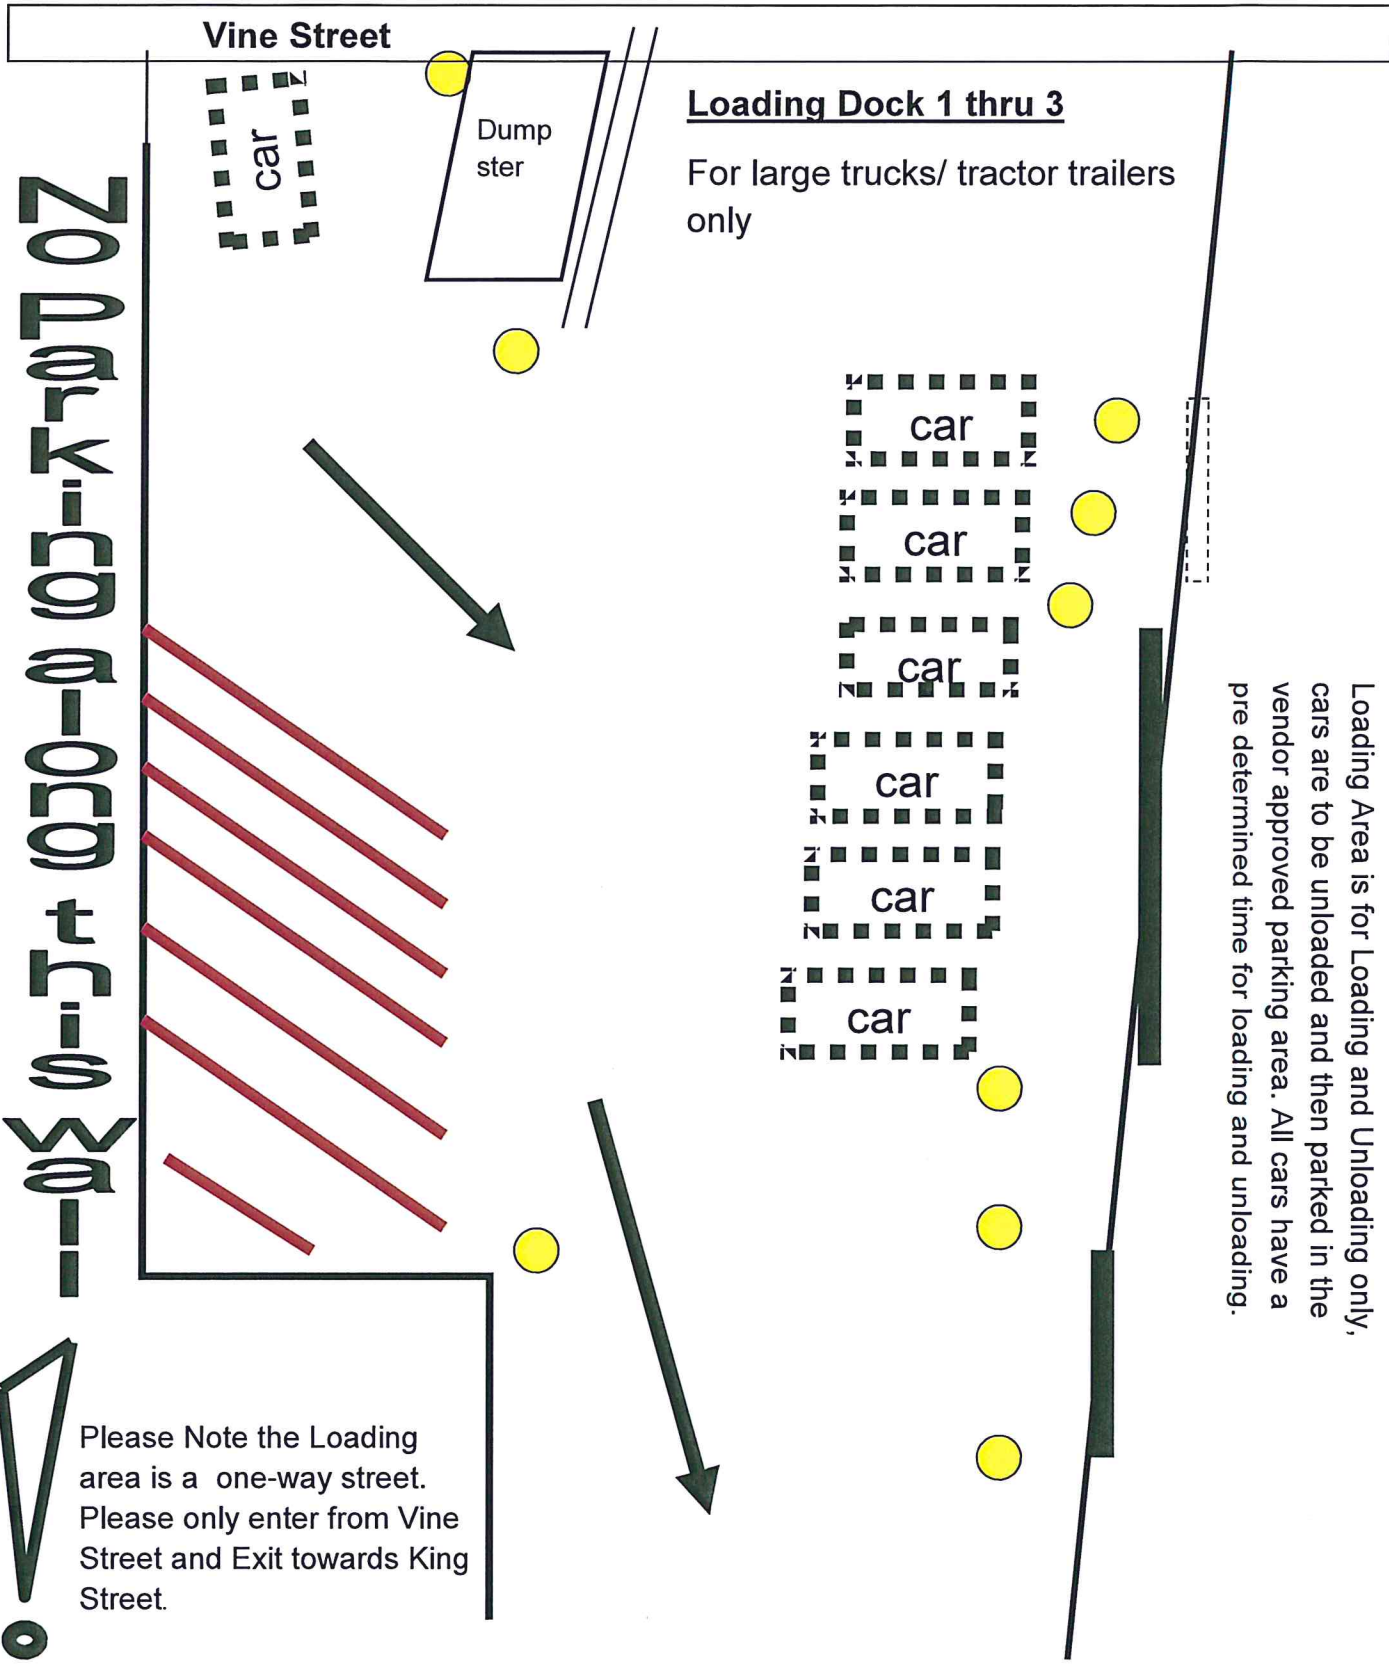 Vine Street
Loading Dock 1 thru 3
For large trucks/ tractor trailers
only
car
Dump
ster
No Parking along this wall!
car
car
car
car
car
car
Loading Area is for Loading and Unloading only,
cars are to be unloaded and then parked in the
vendor approved parking area. All cars have a
pre determined time for loading and unloading.
Please Note the Loading
area is a  one-way street.
Please only enter from Vine
Street and Exit towards King
Street.